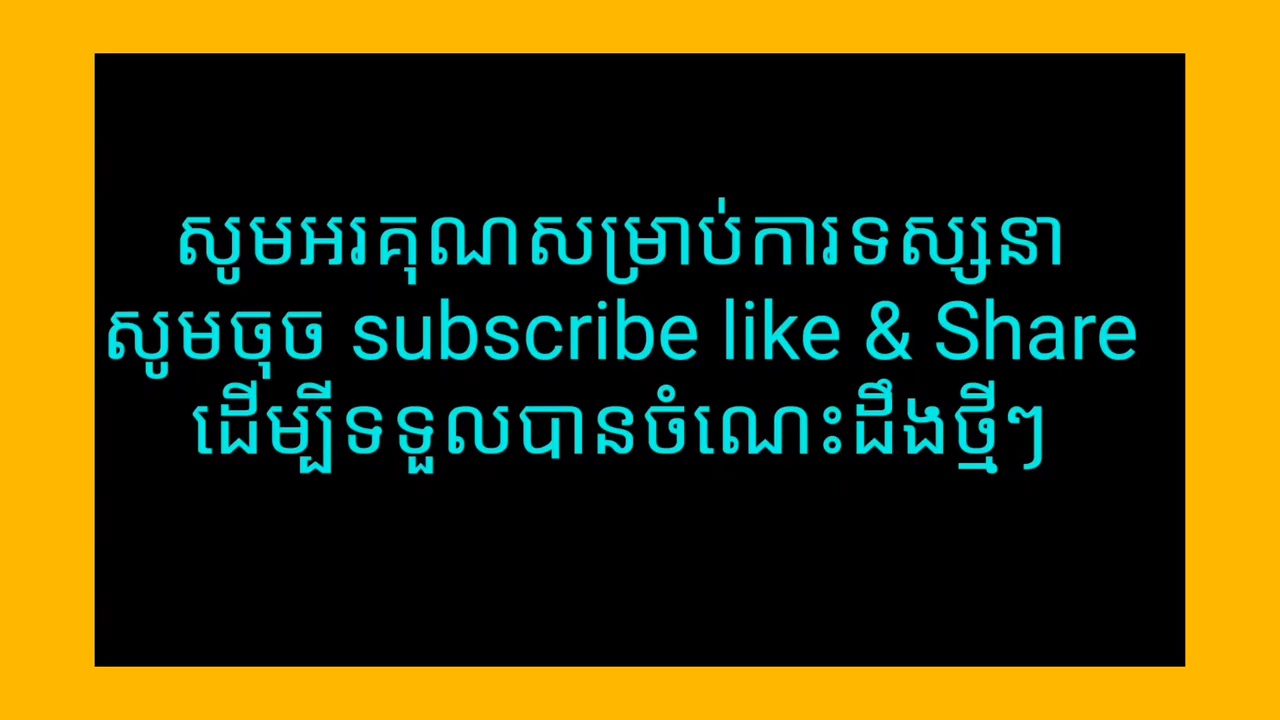 សូមអរគុណសម្រាប់ការទស្សនា
សូមចុច subscribe like & Share
ដើម្បីទទួលបានចំណេះដឹងថ្មីៗ